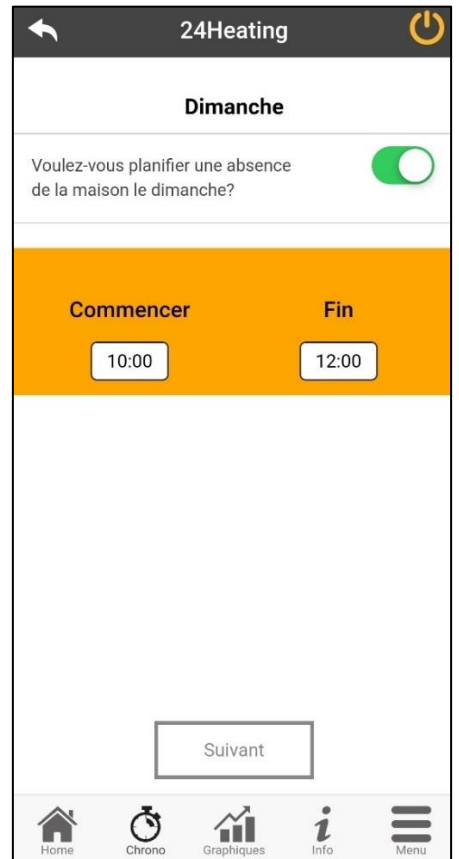 24Heating
Dimanche
Voulez-vous planifier une absence
de la maison le dimanche?
Commencer Fin
10:00 12:00
Suivant
Home Chrono Graphiques Info Menu